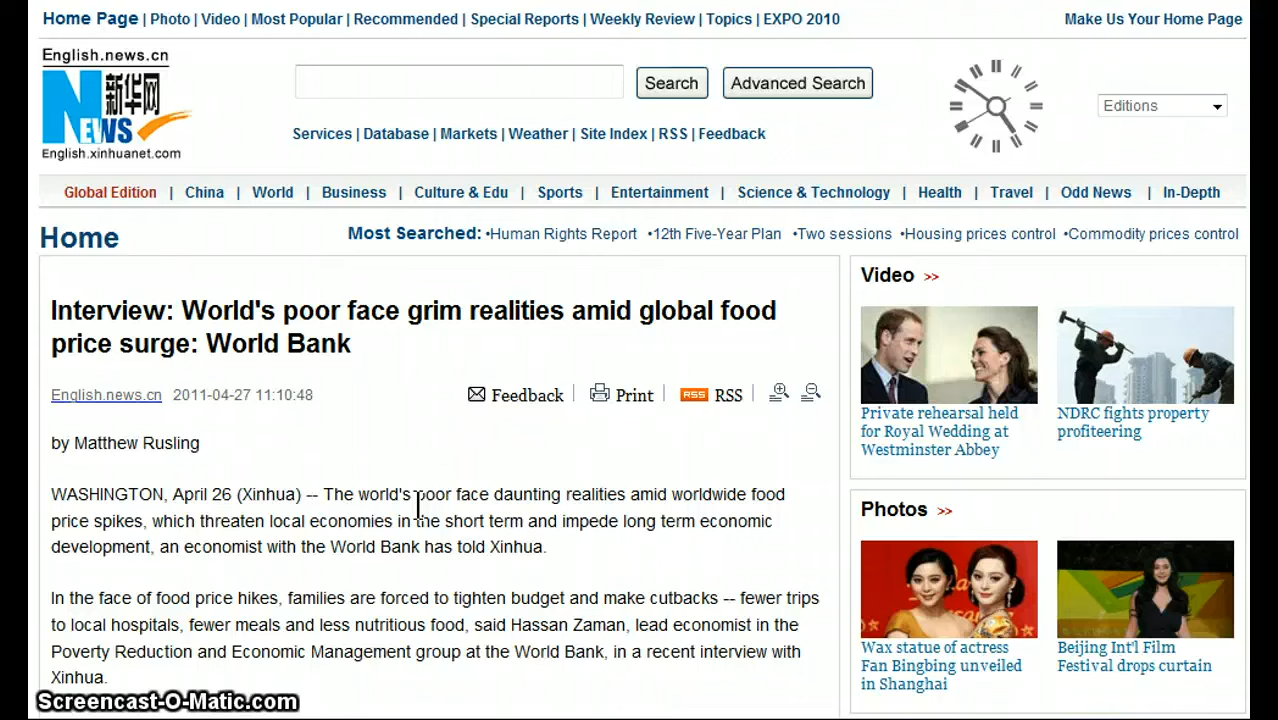 Home Page | Photo | Video | Most Popular | Recommended | Special Reports | Weekly Review | Topics | EXPO 2010
Make Us Your Home Page
English.news.cn
新华网
NEWS
English.xinhuanet.com
Search
Advanced Search
Editions
Services | Database | Markets | Weather | Site Index | RSS | Feedback
Global Edition | China | World | Business | Culture & Edu | Sports | Entertainment | Science & Technology | Health | Travel | Odd News | In-Depth
Home
Most Searched: •Human Rights Report •12th Five-Year Plan •Two sessions •Housing prices control •Commodity prices control
Interview: World's poor face grim realities amid global food
price surge: World Bank
English.news.cn 2011-04-27 11:10:48
Feedback | Print | RSS RSS |
by Matthew Rusling
WASHINGTON, April 26 (Xinhua) -- The world's poor face daunting realities amid worldwide food
price spikes, which threaten local economies in the short term and impede long term economic
development, an economist with the World Bank has told Xinhua.
In the face of food price hikes, families are forced to tighten budget and make cutbacks -- fewer trips
to local hospitals, fewer meals and less nutritious food, said Hassan Zaman, lead economist in the
Poverty Reduction and Economic Management group at the World Bank, in a recent interview with
Xinhua.
Video >>
Private rehearsal held
for Royal Wedding at
Westminster Abbey
NDRC fights property
profiteering
Photos >>
Wax statue of actress
Fan Bingbing unveiled
in Shanghai
Beijing Int'l Film
Festival drops curtain
Screencast-O-Matic.com